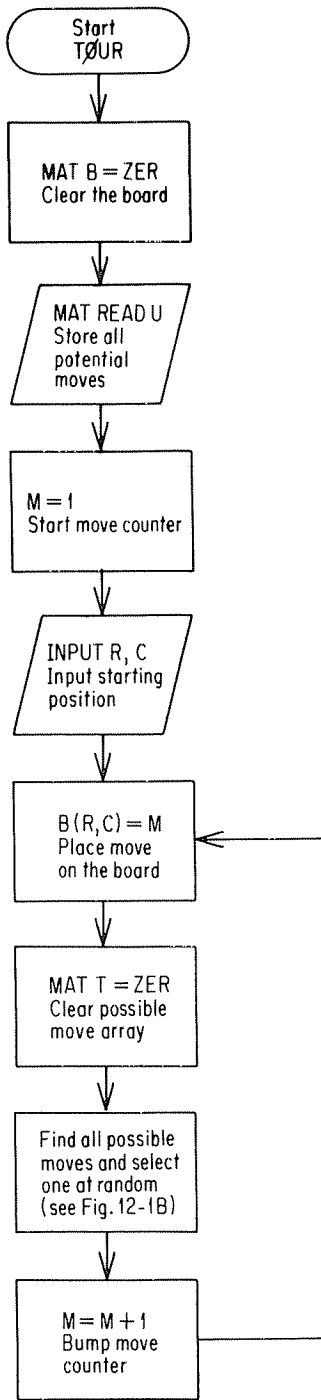 Start
TØUR
MAT B = ZER
Clear the board
MAT READ U
Store all
potential
moves
M = 1
Start move counter
INPUT R, C
Input starting
position
B(R,C) = M
Place move
on the board
MAT T = ZER
Clear possible
move array
Find all possible
moves and select
one at random
(see Fig. 12-1B)
M = M + 1
Bump move
counter